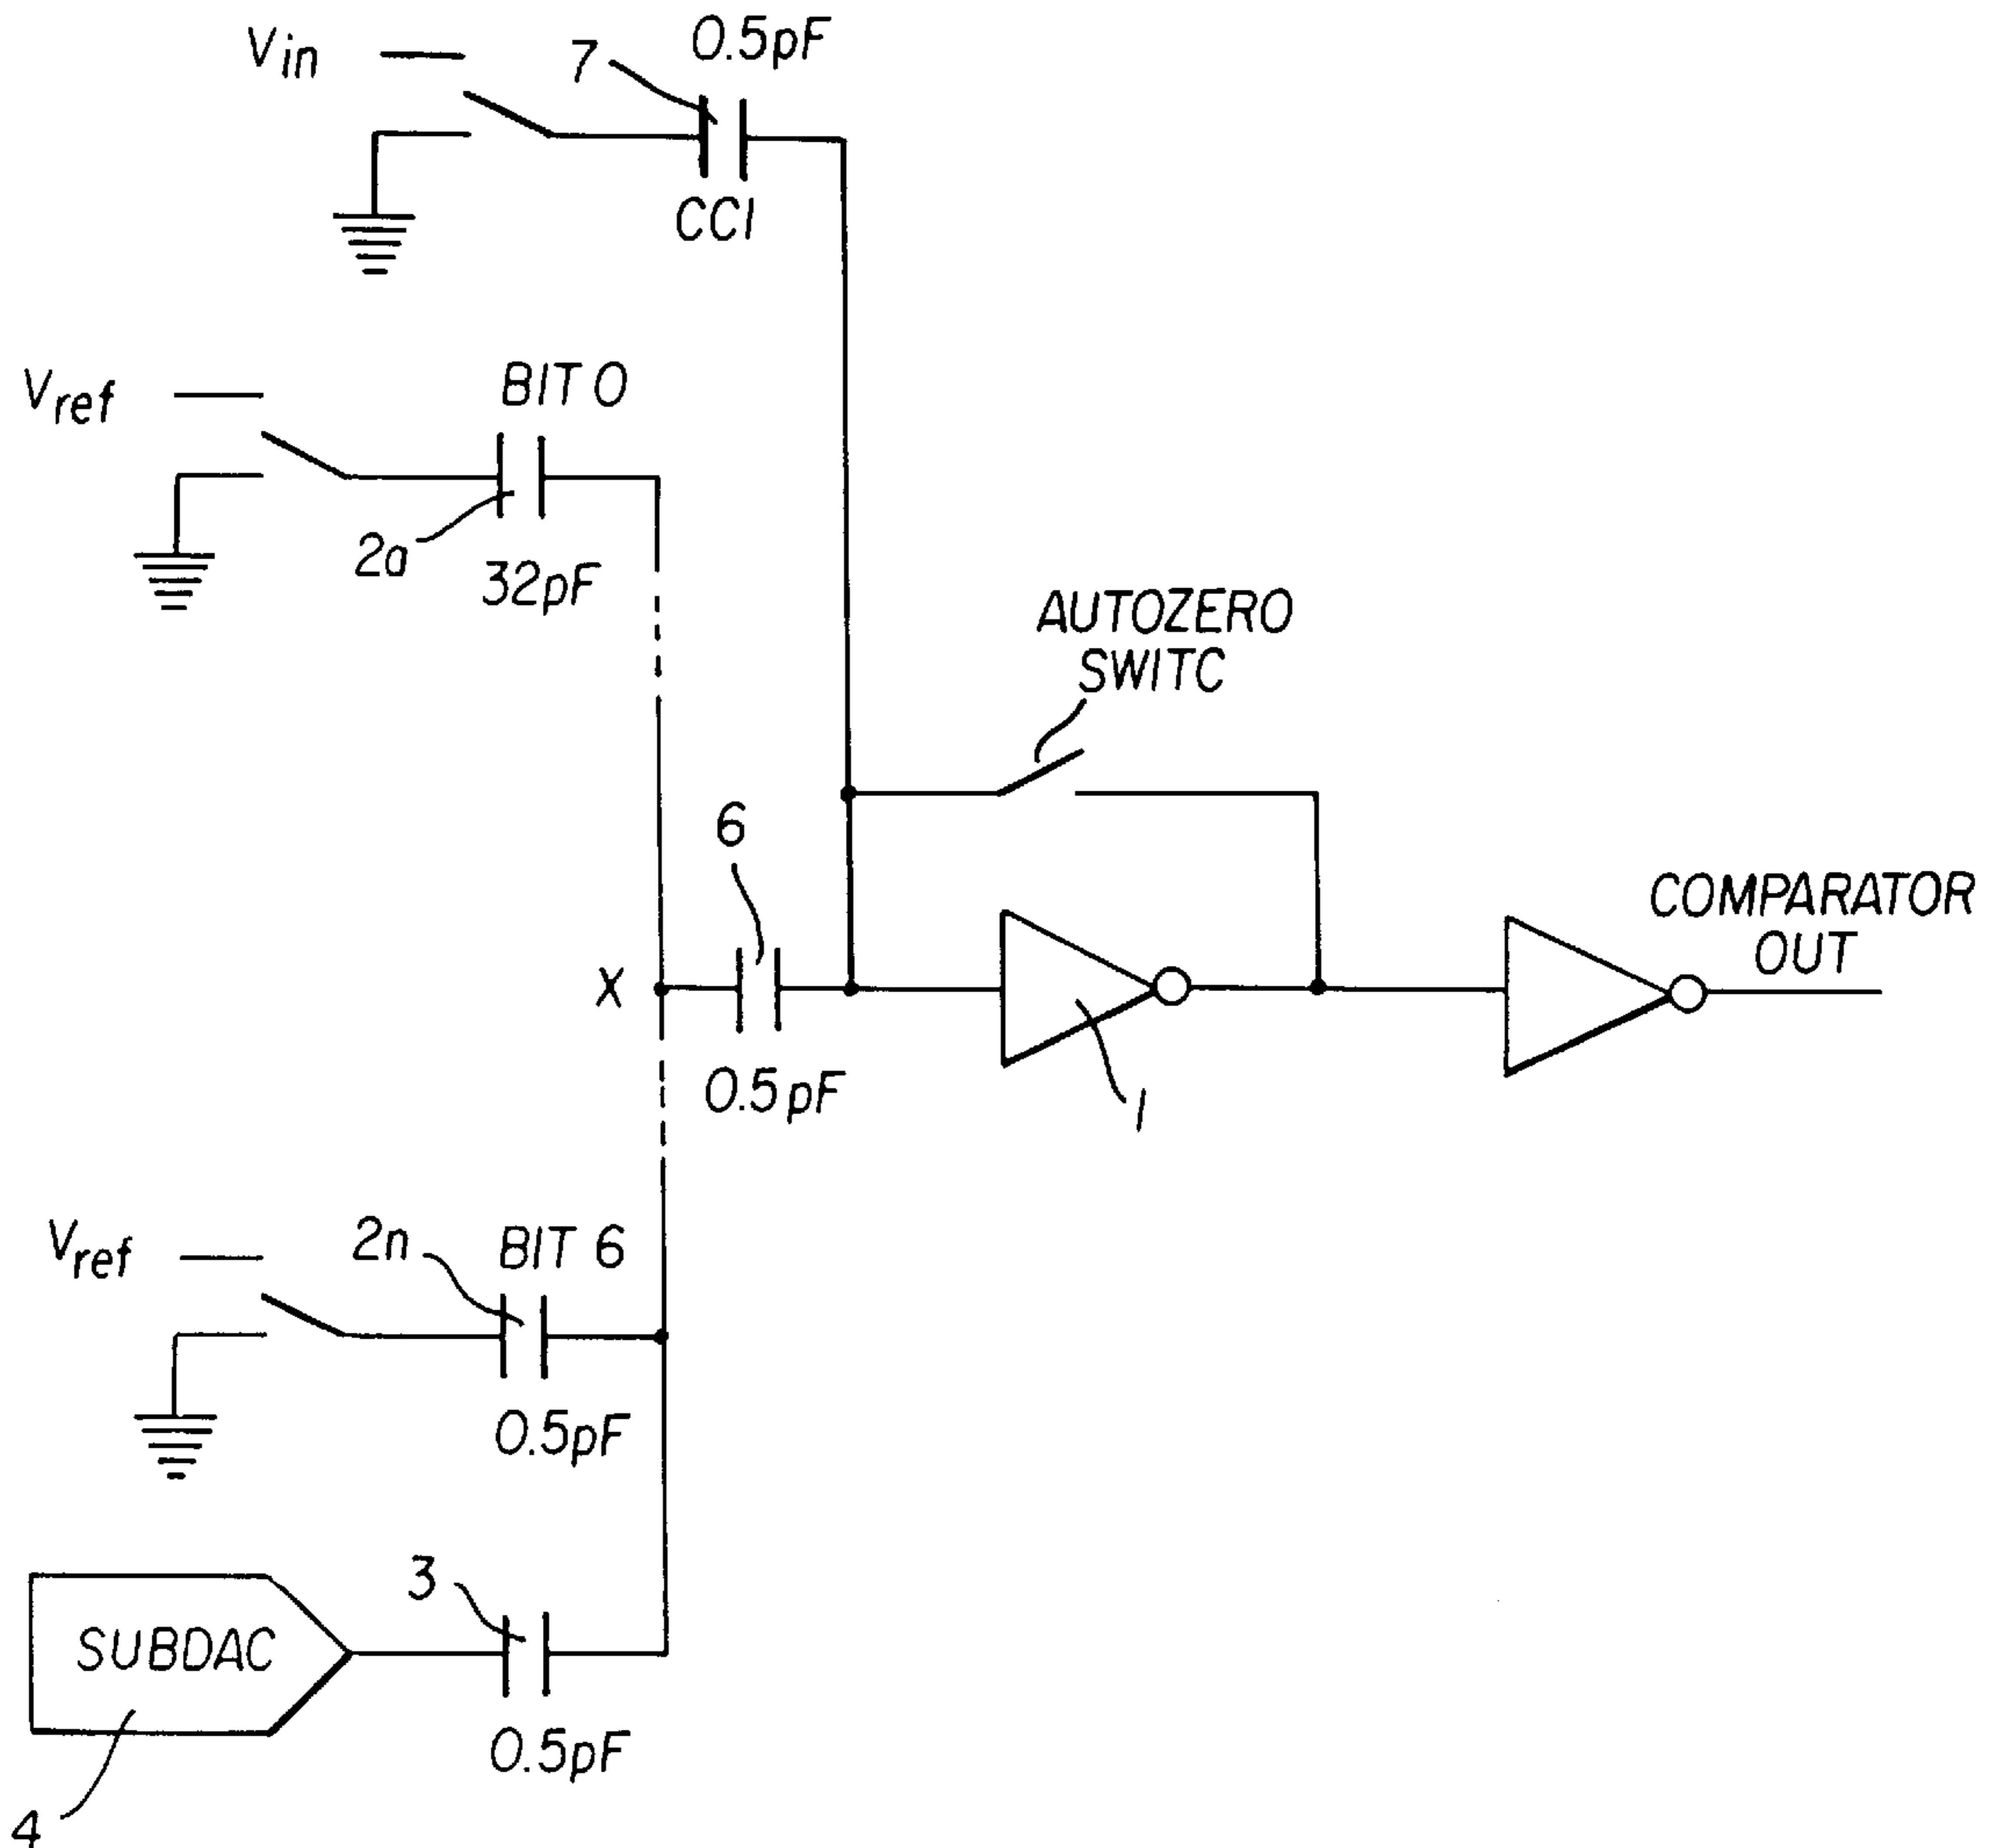 Vin
7
0.5pF
CCI
Vref
BIT 0
2a
32pF
AUTOZERO
SWITC
6
X
0.5pF
1
COMPARATOR
OUT
Vref
2n
BIT 6
0.5pF
3
SUBDAC
0.5pF
4